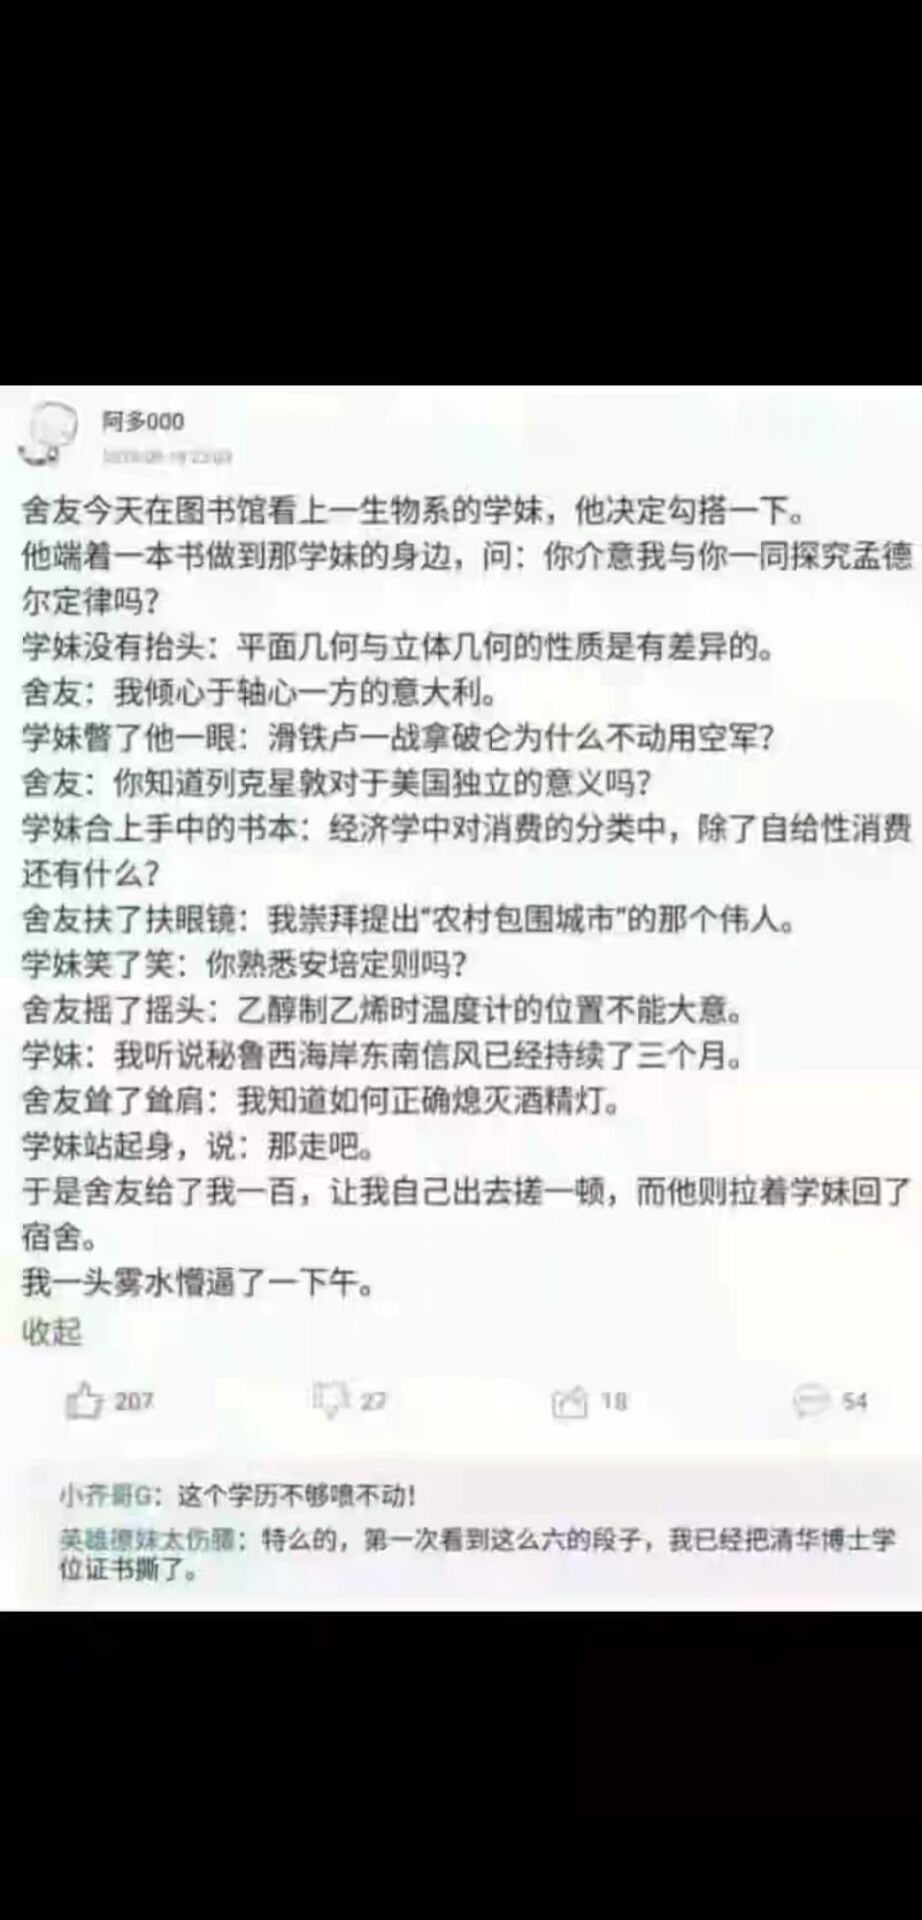 阿多000
舍友今天在图书馆看上一生物系的学妹，他决定勾搭一下。
他端着一本书做到那学妹的身边，问：你介意我与你一同探究孟德
尔定律吗？
学妹没有抬头：平面几何与立体几何的性质是有差异的。
舍友：我倾心于轴心一方的意大利。
学妹瞥了他一眼：滑铁卢一战拿破仑为什么不动用空军？
舍友：你知道列克星敦对于美国独立的意义吗？
学妹合上手中的书本：经济学中对消费的分类中，除了自给性消费
还有什么？
舍友扶了扶眼镜：我崇拜提出“农村包围城市”的那个伟人。
学妹笑了笑：你熟悉安培定则吗？
舍友摇了摇头：乙醇制乙烯时温度计的位置不能大意。
学妹：我听说秘鲁西海岸东南信风已经持续了三个月。
舍友耸了耸肩：我知道如何正确熄灭酒精灯。
学妹站起身，说：那走吧。
于是舍友给了我一百，让我自己出去搓一顿，而他则拉着学妹回了
宿舍。
我一头雾水懵逼了一下午。
收起
207 27 18 54
小齐哥G：这个学历不够喷不动！
英雄撩妹太伤腰：特么的，第一次看到这么六的段子，我已经把清华博士学
位证书撕了。